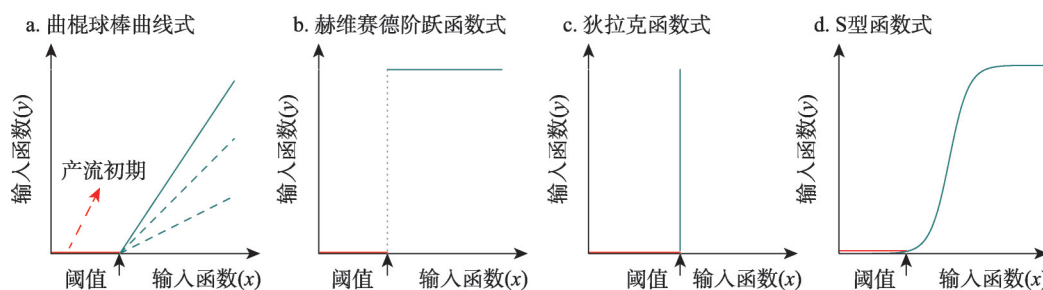 a. 曲棍球棒曲线式
输入函数(y)
产流初期
阈值
输入函数(x)
b. 赫维赛德阶跃函数式
输入函数(y)
阈值
输入函数(x)
c. 狄拉克函数式
输入函数(y)
阈值
输入函数(x)
d. S型函数式
输入函数(y)
阈值
输入函数(x)